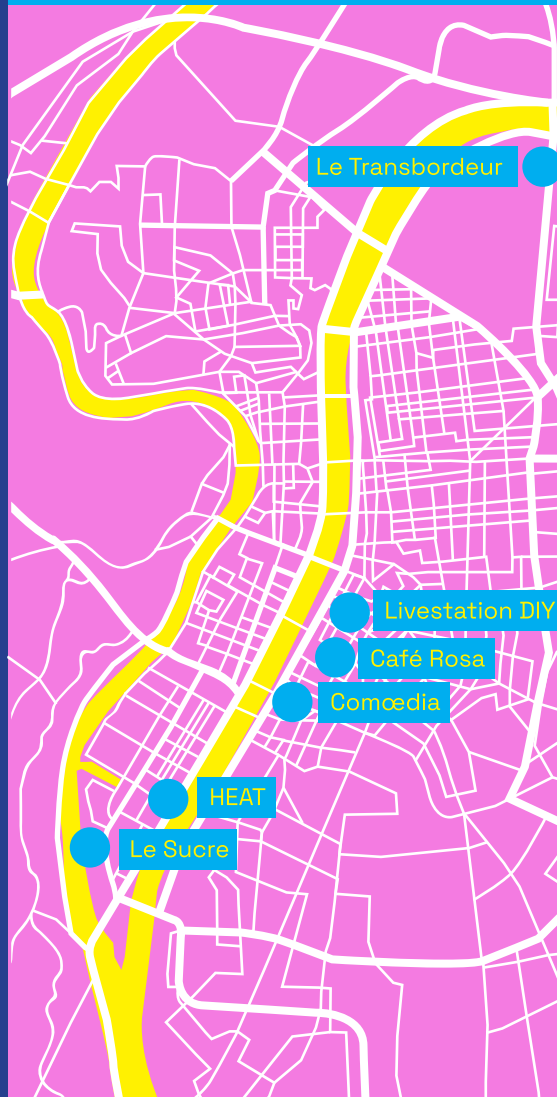 Le Transbordeur
Livestation DIY
Café Rosa
Comœdia
HEAT
Le Sucre